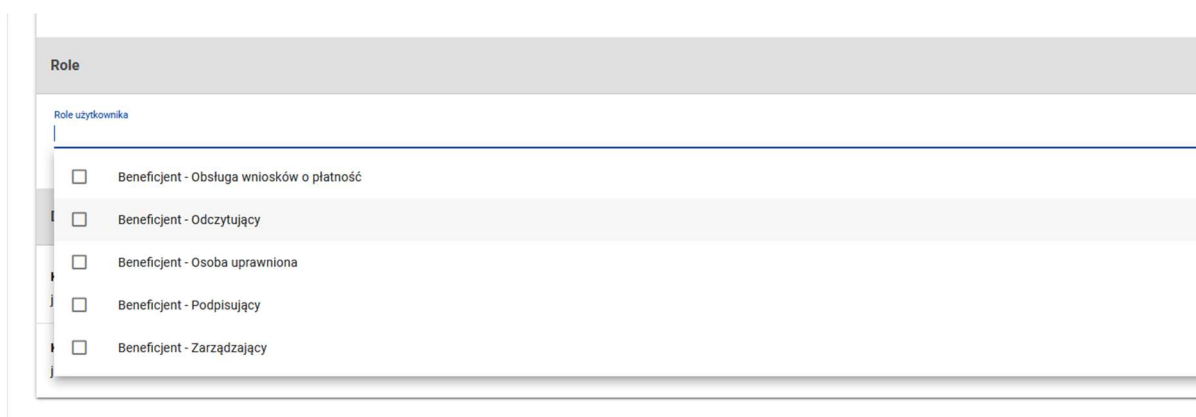 Role
Role użytkownika
Beneficjent - Obsługa wniosków o płatność
Beneficjent - Odczytujący
Beneficjent - Osoba uprawniona
Beneficjent - Podpisujący
Beneficjent - Zarządzający